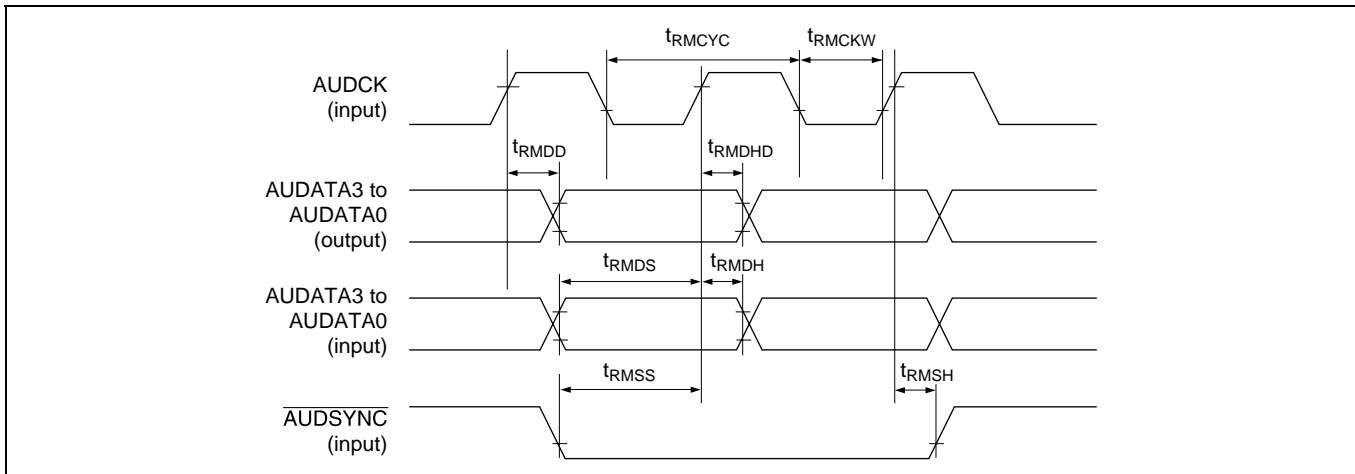 tRMCYC
tRMCKW
AUDCK
(input)
tRMDD
tRMDHD
AUDATA3 to
AUDATA0
(output)
tRMDS
tRMDH
AUDATA3 to
AUDATA0
(input)
tRMSS
tRMSH
AUDSYNC
(input)